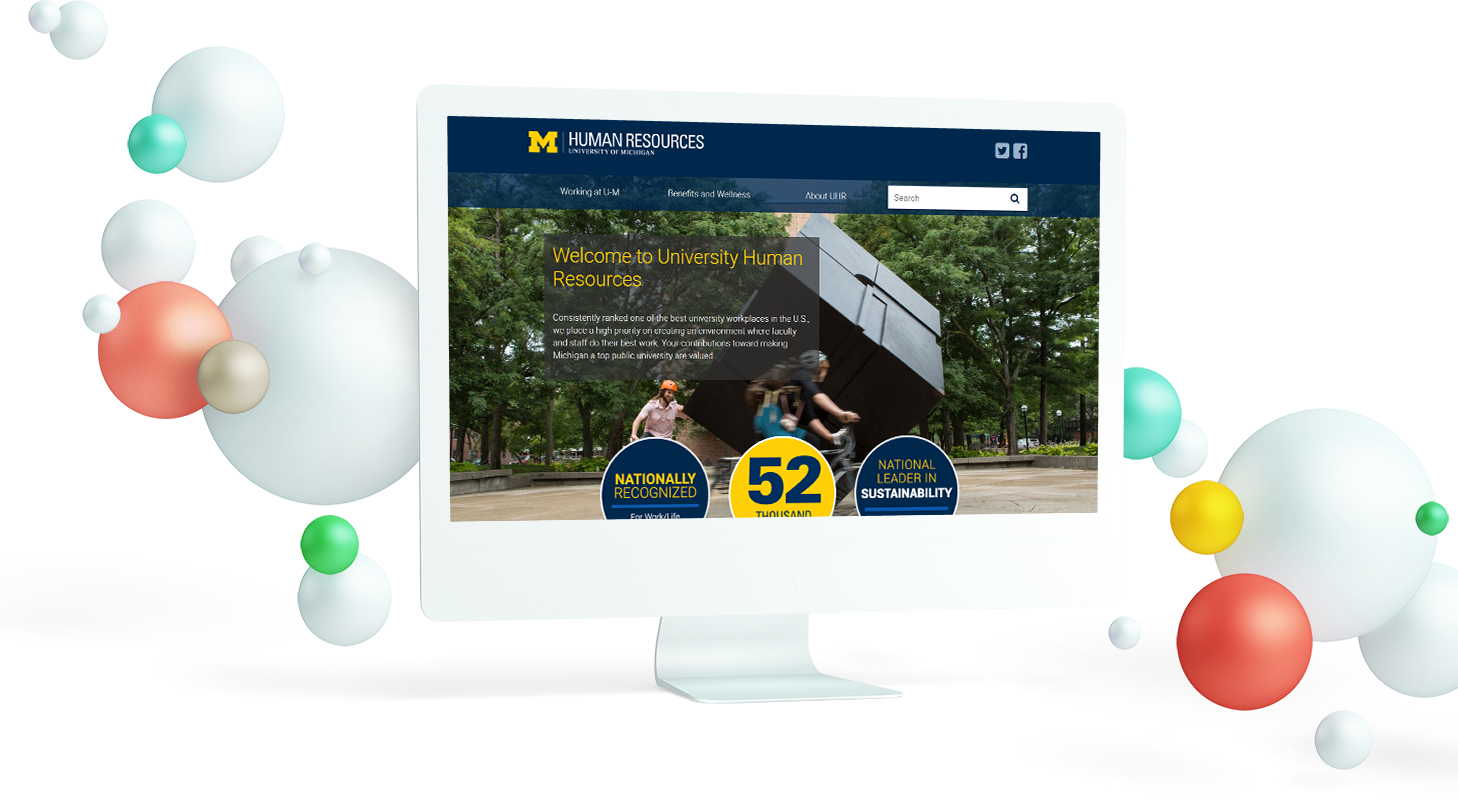 M HUMAN RESOURCES
UNIVERSITY OF MICHIGAN
Working at U-M
Benefits and Wellness
About UHR
Search
Welcome to University Human
Resources
Consistently ranked one of the best university workplaces in the U.S.,
we place a high priority on creating an environment where faculty
and staff do their best work. Your contributions toward making
Michigan a top public university are valued.
NATIONALLY
RECOGNIZED
For Work/Life
52
THOUSAND
NATIONAL
LEADER IN
SUSTAINABILITY